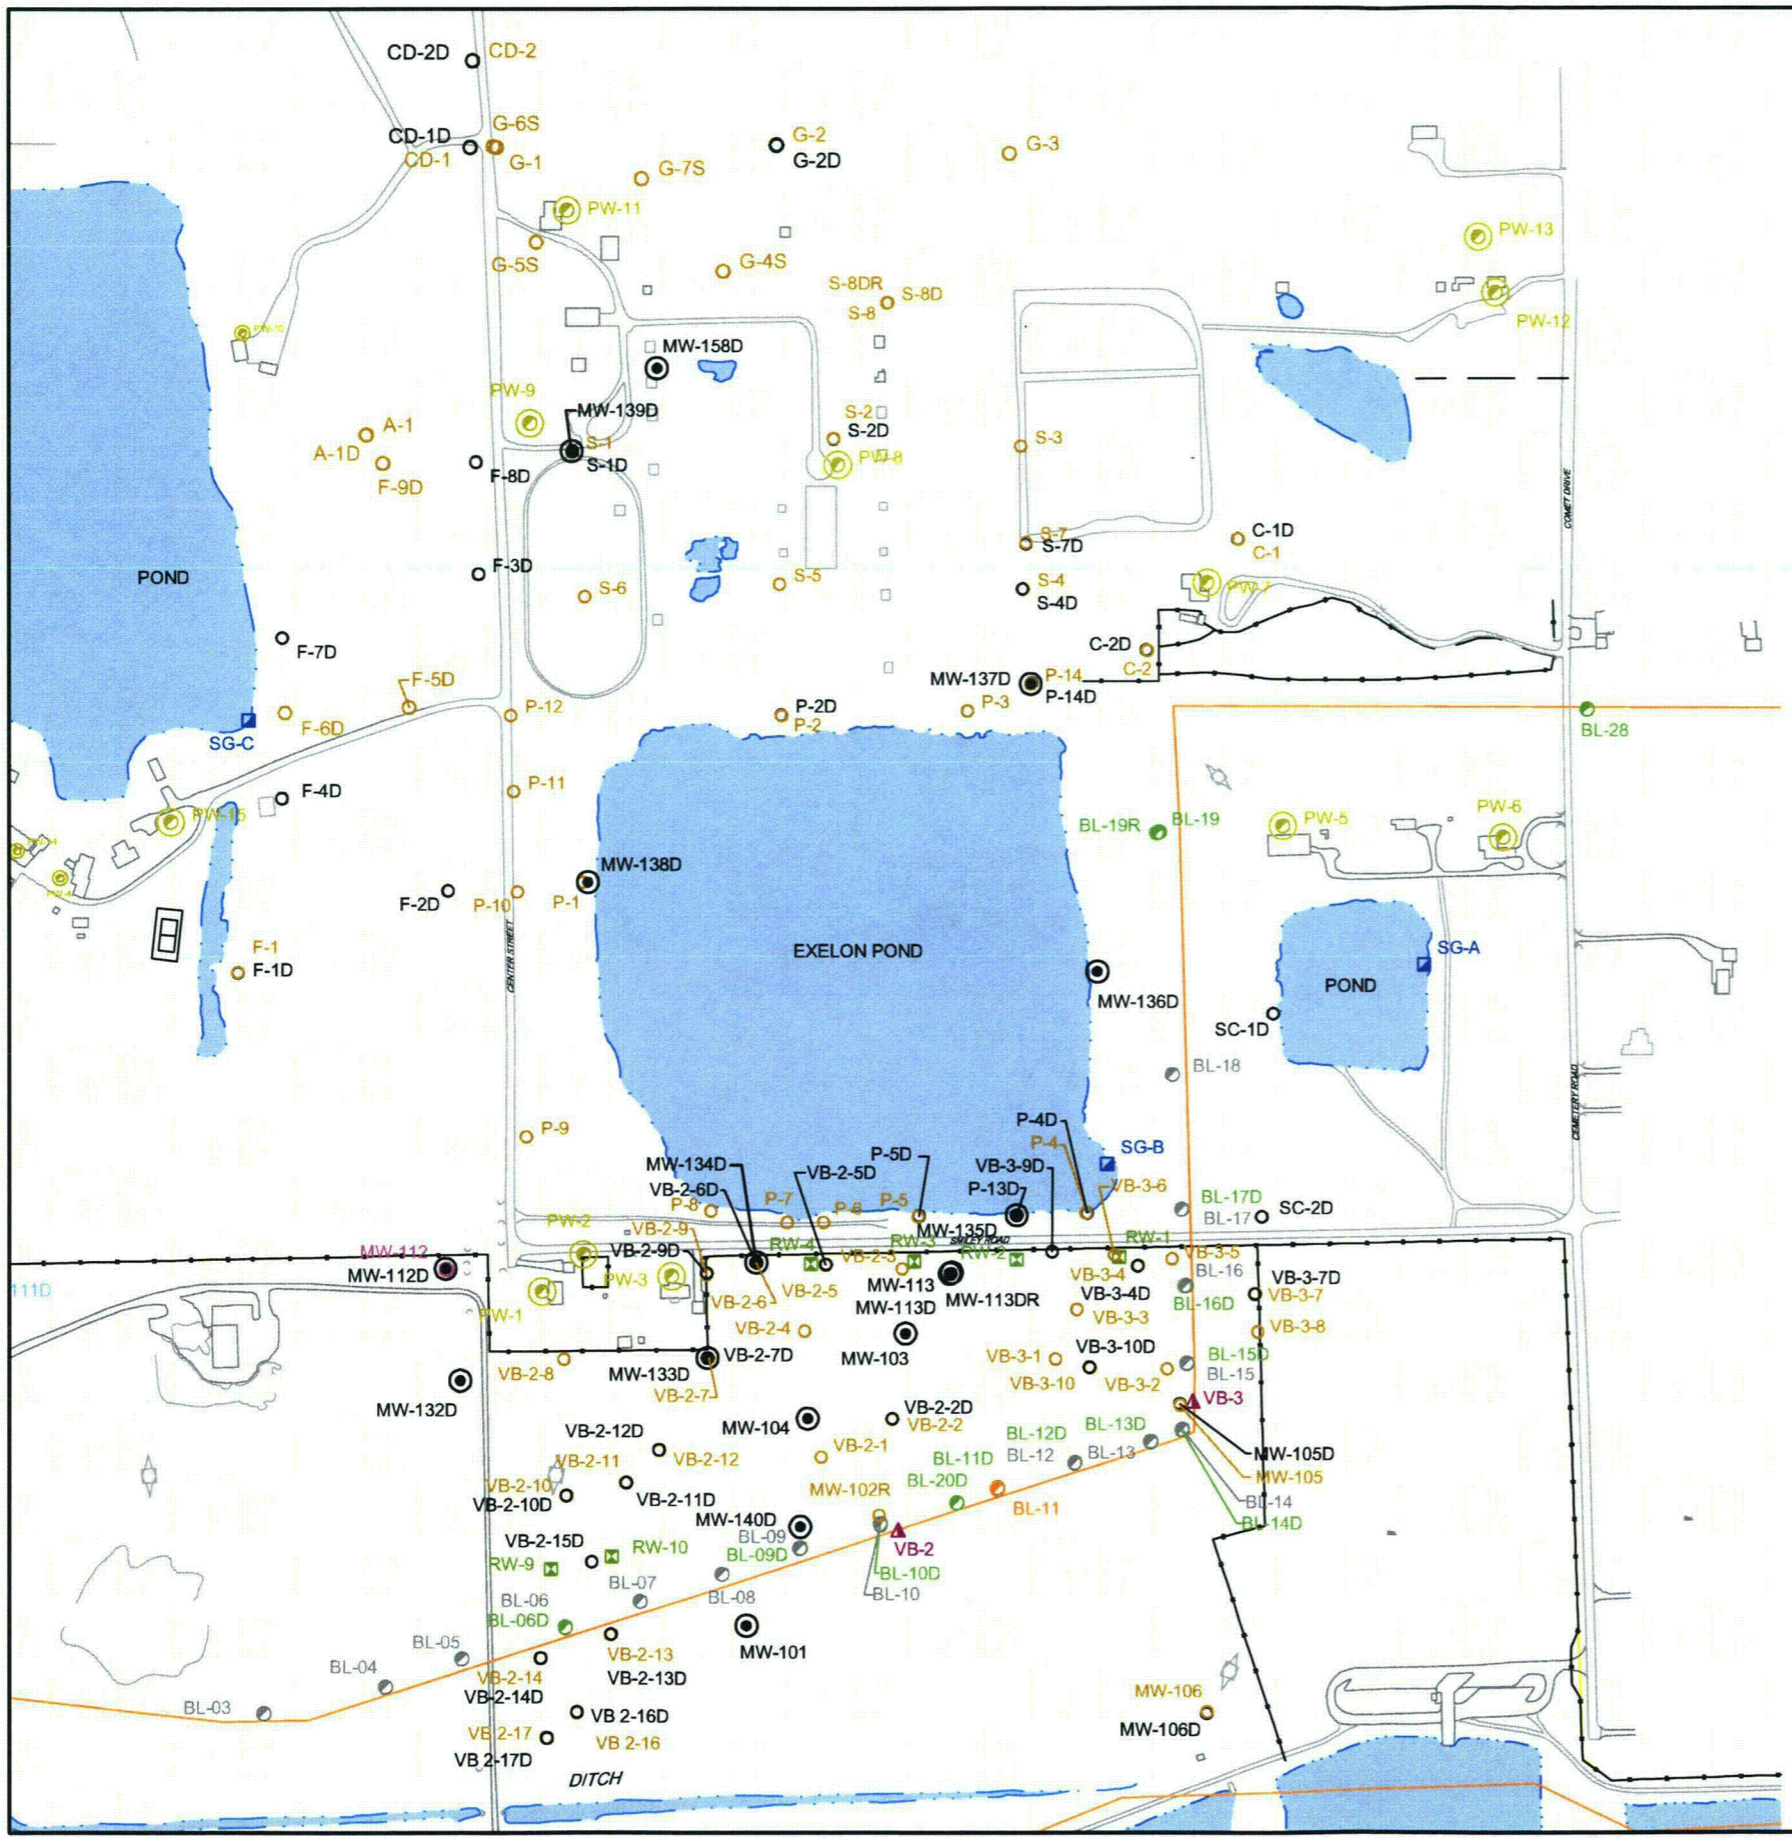 CD-2D
CD-2
CD-1D
G-6S
CD-1
G-1
G-2
G-2D
G-3
G-7S
PW-11
PW-13
G-5S
G-4S
S-8DR
S-8D
S-8
PW-12
MW-158D
PW-9
MW-139D
A-1
S-1
S-2
S-2D
S-3
A-1D
F-8D
S-1D
PW-8
F-9D
COMET DRIVE
S-7
S-7D
C-1D
C-1
POND
F-3D
S-6
S-5
S-4
S-4D
PW-7
F-7D
C-2D
C-2
F-5D
MW-137D
P-14
P-14D
F-6D
SG-C
P-12
P-2D
P-2
P-3
BL-28
P-11
F-4D
PW-15
BL-19R
BL-19
PW-5
PW-6
MW-138D
F-2D
P-10
P-1
CENTER STREET
EXELON POND
F-1
F-1D
SG-A
POND
MW-136D
SC-1D
BL-18
CEMETERY ROAD
P-9
P-4D
P-4
SG-B
MW-134D
VB-2-5D
P-5D
VB-3-9D
VB-2-6D
P-13D
VB-3-6
P-8
P-7
P-6
P-5
BL-17D
BL-17
SC-2D
PW-2
VB-2-9
MW-135D
SMILEY ROAD
MW-112
VB-2-9D
RW-4
VB-2-3
RW-3
RW-2
RW-1
VB-3-5
MW-112D
PW-3
VB-2-5
MW-113
VB-3-4
BL-16
VB-3-7D
111D
PW-1
VB-2-6
MW-113D
MW-113DR
VB-3-4D
BL-16D
VB-3-7
VB-2-4
VB-3-3
VB-3-8
VB-2-8
MW-133D
VB-2-7D
MW-103
VB-3-1
VB-3-10D
BL-15D
VB-2-7
VB-3-10
VB-3-2
BL-15
MW-132D
VB-3
VB-2-12D
MW-104
VB-2-2D
VB-2-2
BL-12D
BL-13D
VB-2-11
VB-2-12
VB-2-1
BL-11D
BL-12
BL-13
MW-105D
VB-2-10
BL-20D
MW-105
VB-2-10D
VB-2-11D
MW-102R
BL-11
BL-14
MW-140D
BL-14D
VB-2-15D
BL-09
VB-2
RW-9
RW-10
BL-09D
BL-10D
BL-07
BL-10
BL-06
BL-08
BL-06D
BL-05
MW-101
BL-04
VB-2-13
VB-2-14
VB-2-13D
BL-03
VB-2-14D
MW-106
VB 2-16D
MW-106D
VB 2-17
VB 2-16
VB 2-17D
DITCH